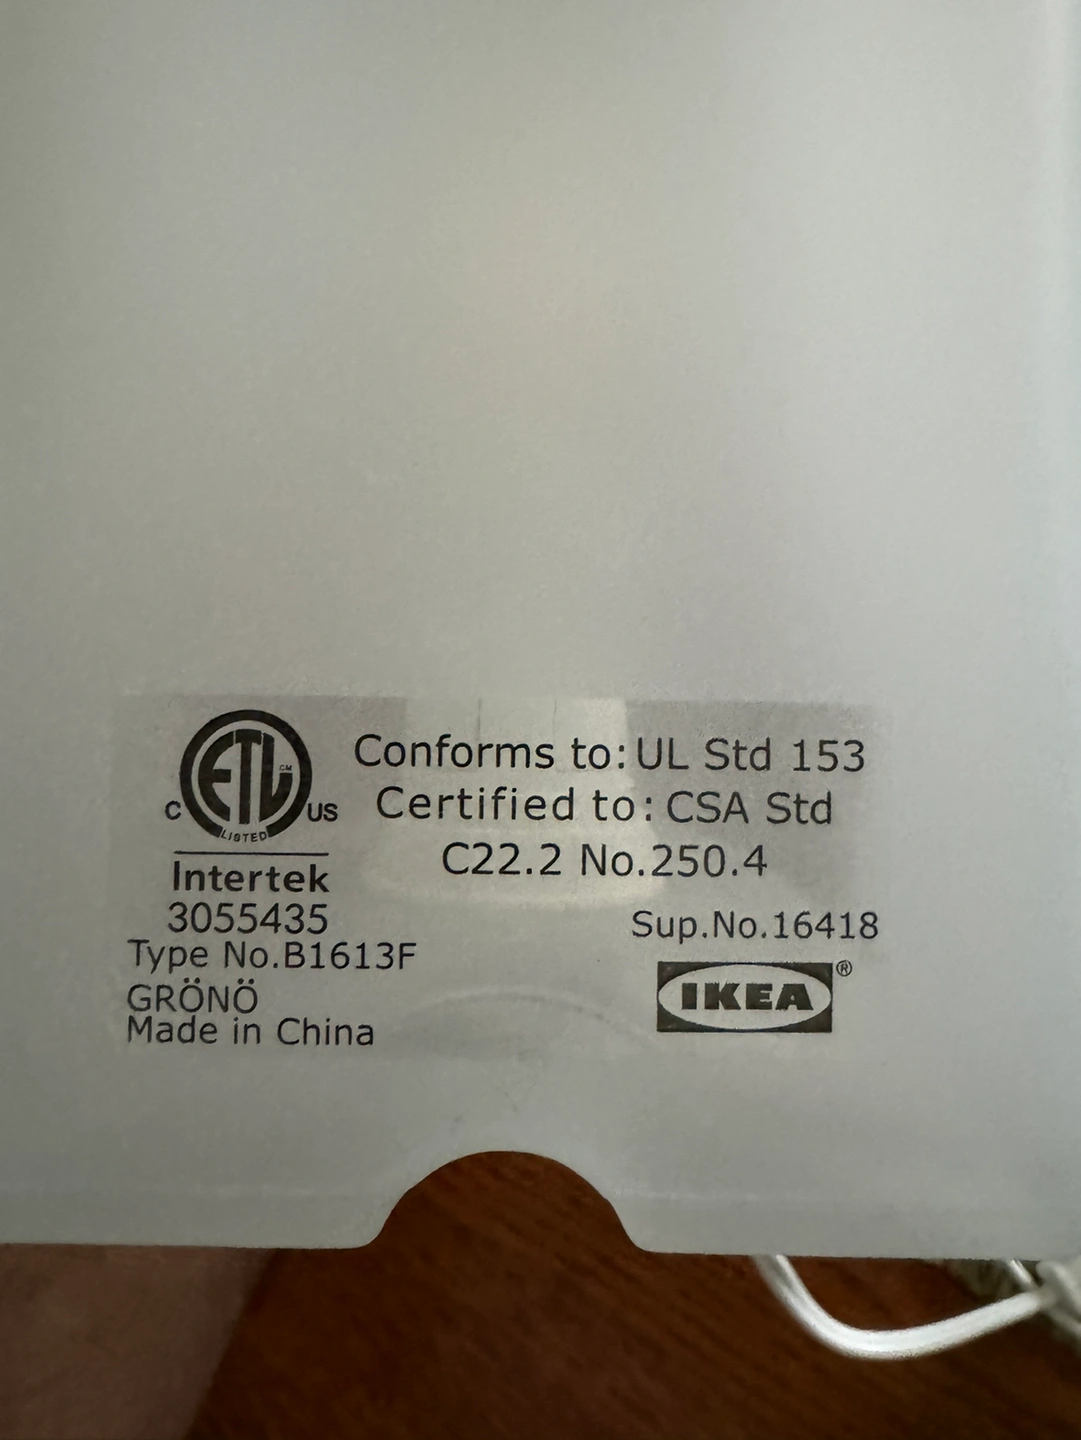 ETL CM
C US
LISTED
Intertek
3055435
Conforms to: UL Std 153
Certified to: CSA Std
C22.2 No.250.4
Type No.B1613F
GRÖNÖ
Made in China
Sup.No.16418
IKEA®